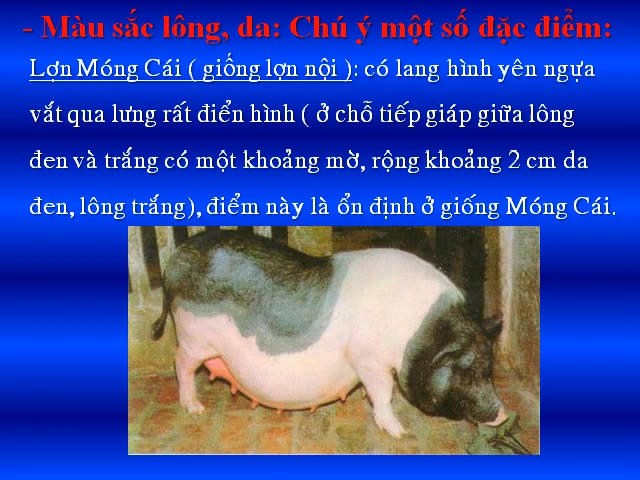 - Màu sắc lông, da: Chú ý một số đặc điểm:
Lợn Móng Cái ( giống lợn nội ): có lang hình yên ngựa
vắt qua lưng rất điển hình ( ở chỗ tiếp giáp giữa lông
đen và trắng có một khoảng mờ, rộng khoảng 2 cm da
đen, lông trắng), điểm này là ổn định ở giống Móng Cái.